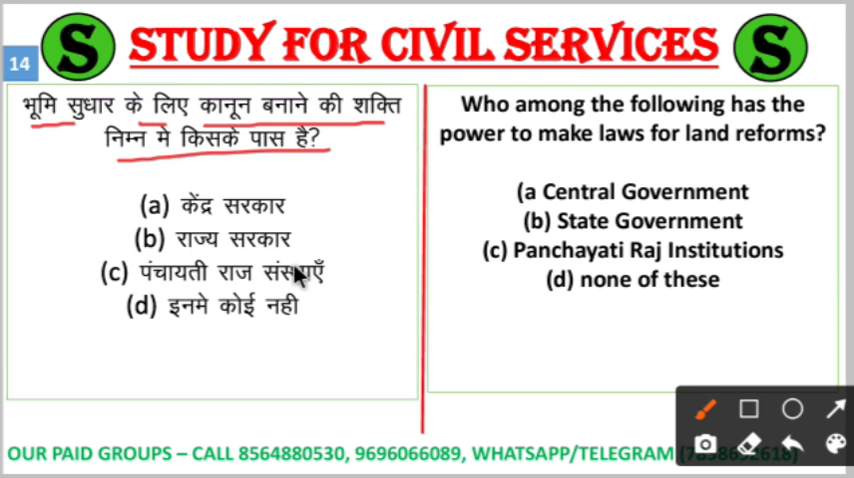 14
S STUDY FOR CIVIL SERVICES S
भूमि सुधार के लिए कानून बनाने की शक्ति
निम्न मे किसके पास है?
(a) केंद्र सरकार
(b) राज्य सरकार
(c) पंचायती राज
(d) इनमे कोई नही
Who among the following has the
power to make laws for land reforms?
(a Central Government
(b) State Government
(c) Panchayati Raj Institutions
(d) none of these
OUR PAID GROUPS – CALL 8564880530, 9696066089, WHATSAPP/TELEGRAM